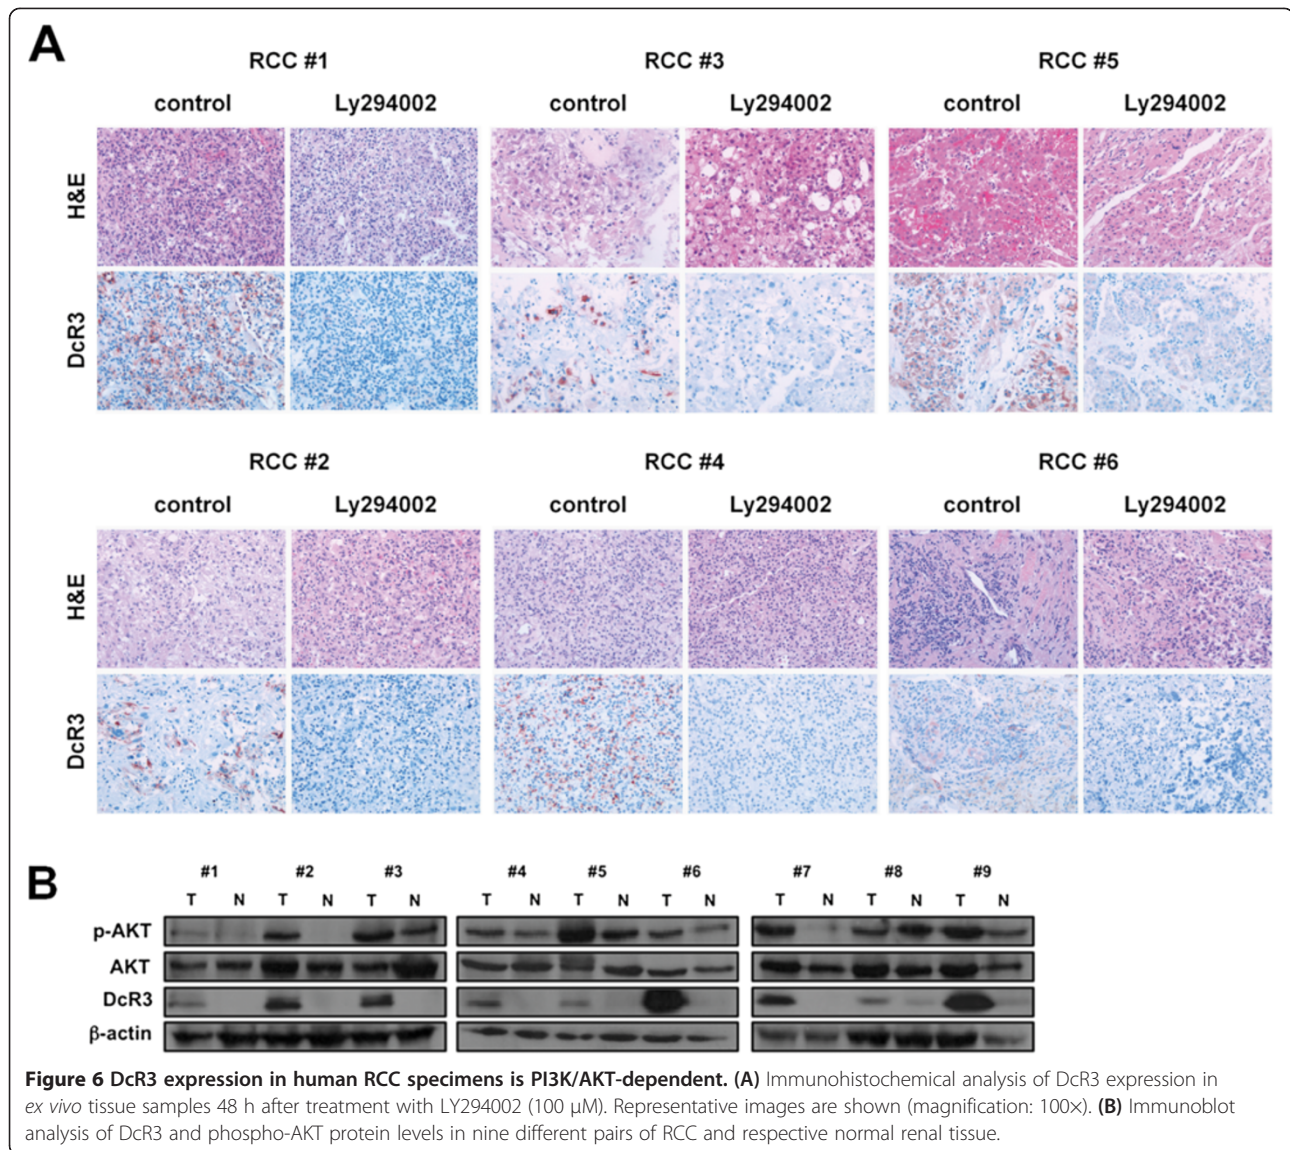 A
RCC #1
RCC #3
RCC #5
control
Ly294002
control
Ly294002
control
Ly294002
H&E
DcR3
RCC #2
RCC #4
RCC #6
control
Ly294002
control
Ly294002
control
Ly294002
H&E
DcR3
B
#1 #2 #3 #4 #5 #6 #7 #8 #9
T N T N T N T N T N T N T N T N T N
p-AKT
AKT
DcR3
β-actin
Figure 6 DcR3 expression in human RCC specimens is PI3K/AKT-dependent. (A) Immunohistochemical analysis of DcR3 expression in
ex vivo tissue samples 48 h after treatment with LY294002 (100 μM). Representative images are shown (magnification: 100×). (B) Immunoblot
analysis of DcR3 and phospho-AKT protein levels in nine different pairs of RCC and respective normal renal tissue.